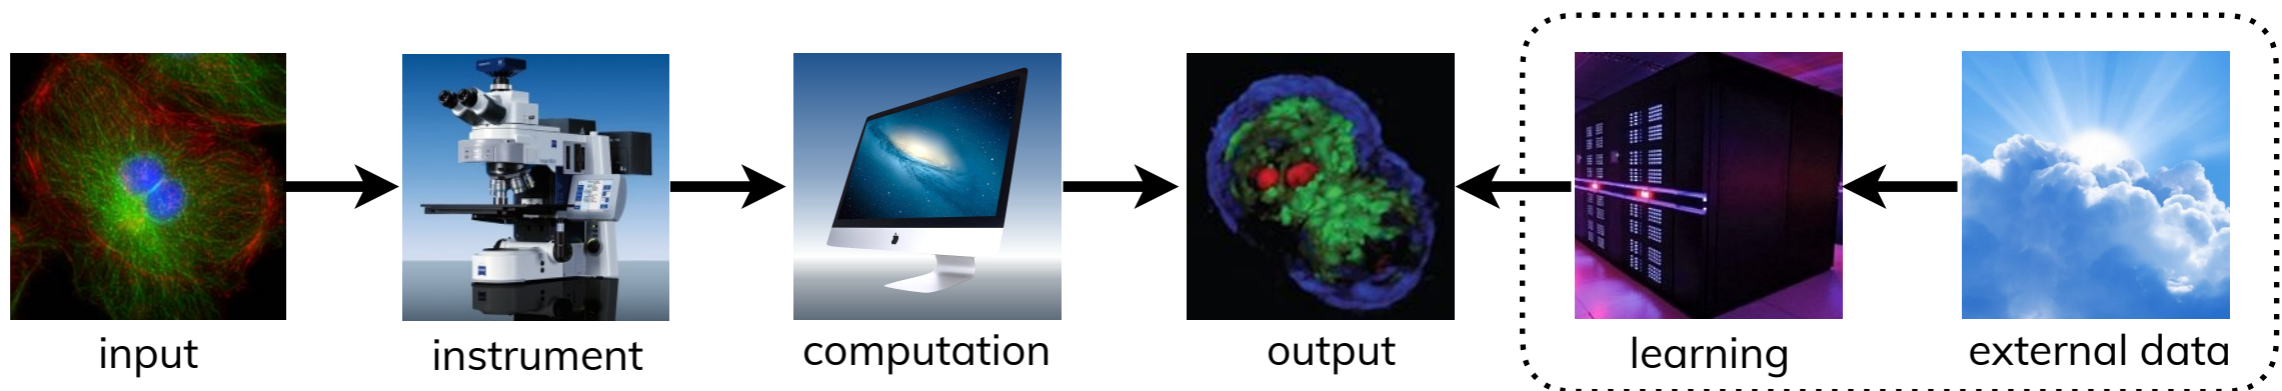 input
instrument
computation
output
learning
external data